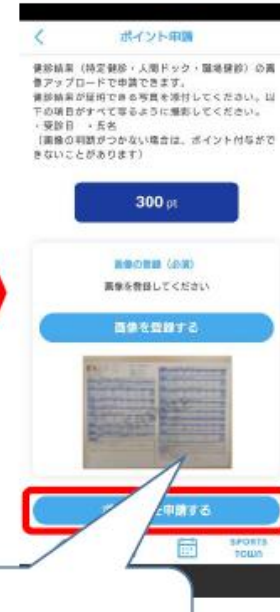 ポイント申請
健診結果（特定健診・人間ドック・職場健診）の画
像アップロードで申請できます。
健診結果が証明できる写真を添付してください。以
下の項目がすべて写るように撮影してください。
・受診日 ・氏名
（画像の判読がつかない場合は、ポイント付与がで
きないことがあります）
300 pt
画像の登録（必須）
画像を登録してください
画像を登録する
申請する
SPORTS
TOWN